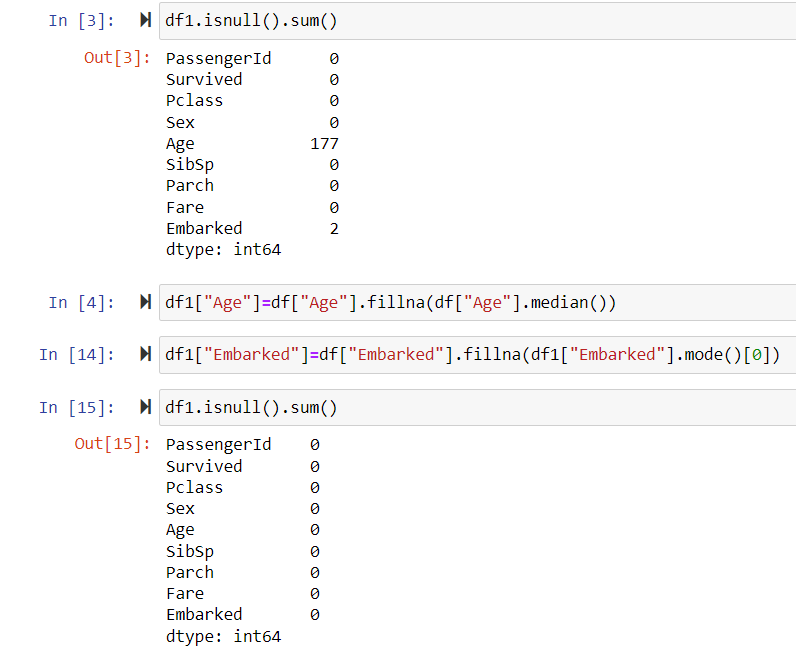 In [3]: df1.isnull().sum()
Out[3]: PassengerId 0
Survived 0
Pclass 0
Sex 0
Age 177
SibSp 0
Parch 0
Fare 0
Embarked 2
dtype: int64
In [4]: df1["Age"]=df["Age"].fillna(df["Age"].median())
In [14]: df1["Embarked"]=df["Embarked"].fillna(df1["Embarked"].mode()[0])
In [15]: df1.isnull().sum()
Out[15]: PassengerId 0
Survived 0
Pclass 0
Sex 0
Age 0
SibSp 0
Parch 0
Fare 0
Embarked 0
dtype: int64